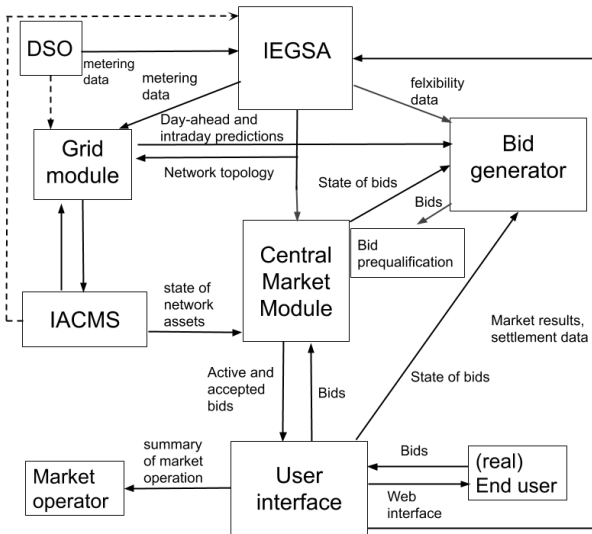 DSO
IEGSA
metering
data
metering
data
felxibility
data
Day-ahead and
intraday predictions
Grid
module
Bid
generator
Network topology
State of bids
Bids
Central
Market
Module
Bid
prequalification
state of
network
assets
IACMS
Market results,
settlement data
Active and
accepted
bids
Bids
State of bids
summary
of market
operation
Market
operator
User
interface
Bids
(real)
End user
Web
interface